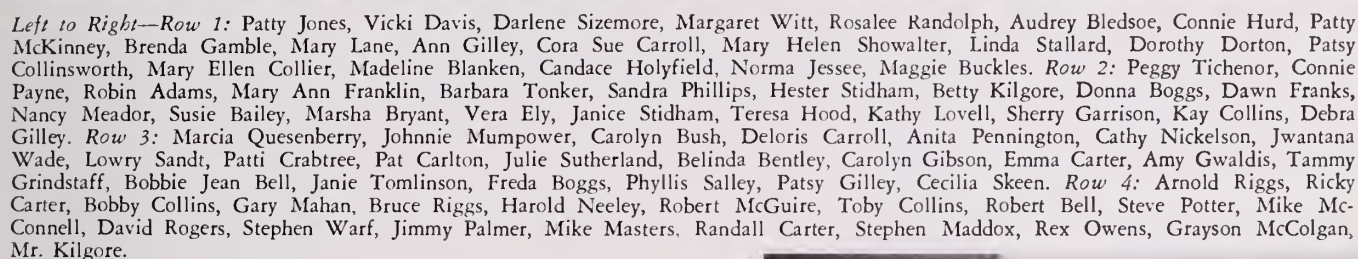 Left to Right—Row 1: Patty Jones, Vicki Davis, Darlene Sizemore, Margaret Witt, Rosalee Randolph, Audrey Bledsoe, Connie Hurd, Patty
McKinney, Brenda Gamble, Mary Lane, Ann Gilley, Cora Sue Carroll, Mary Helen Showalter, Linda Stallard, Dorothy Dorton, Patsy
Collinsworth, Mary Ellen Collier, Madeline Blanken, Candace Holyfield, Norma Jessee, Maggie Buckles. Row 2: Peggy Tichenor, Connie
Payne, Robin Adams, Mary Ann Franklin, Barbara Tonker, Sandra Phillips, Hester Stidham, Betty Kilgore, Donna Boggs, Dawn Franks,
Nancy Meador, Susie Bailey, Marsha Bryant, Vera Ely, Janice Stidham, Teresa Hood, Kathy Lovell, Sherry Garrison, Kay Collins, Debra
Gilley. Row 3: Marcia Quesenberry, Johnnie Mumpower, Carolyn Bush, Deloris Carroll, Anita Pennington, Cathy Nickelson, Jwantana
Wade, Lowry Sandt, Patti Crabtree, Pat Carlton, Julie Sutherland, Belinda Bentley, Carolyn Gibson, Emma Carter, Amy Gwaldis, Tammy
Grindstaff, Bobbie Jean Bell, Janie Tomlinson, Freda Boggs, Phyllis Salley, Patsy Gilley, Cecilia Skeen. Row 4: Arnold Riggs, Ricky
Carter, Bobby Collins, Gary Mahan, Bruce Riggs, Harold Neeley, Robert McGuire, Toby Collins, Robert Bell, Steve Potter, Mike Mc-
Connell, David Rogers, Stephen Warf, Jimmy Palmer, Mike Masters, Randall Carter, Stephen Maddox, Rex Owens, Grayson McColgan,
Mr. Kilgore.